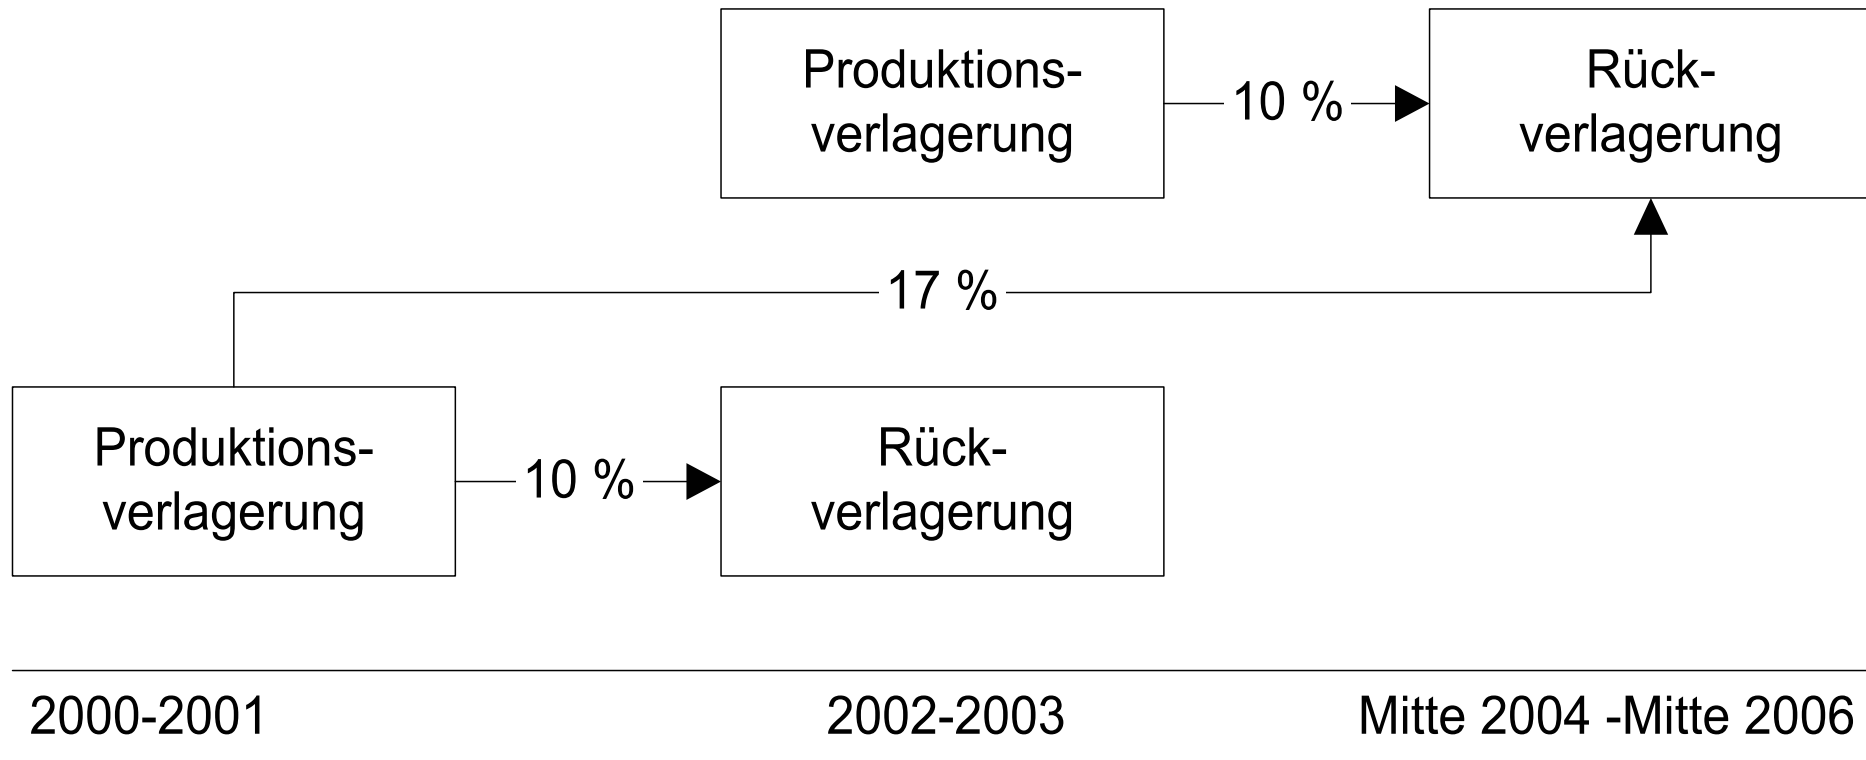 Produktions-
verlagerung
10 %
Rück-
verlagerung
17 %
Produktions-
verlagerung
10 %
Rück-
verlagerung
2000-2001
2002-2003
Mitte 2004 -Mitte 2006